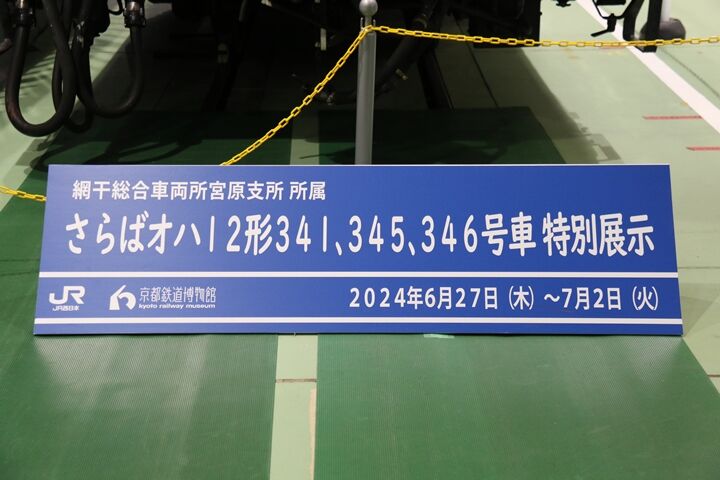 網干総合車両所宮原支所 所属
さらばオハ12形341、345、346号車 特別展示
JR
JR西日本
京都鉄道博物館
kyoto railway museum
2024年6月27日（木）～7月2日（火）